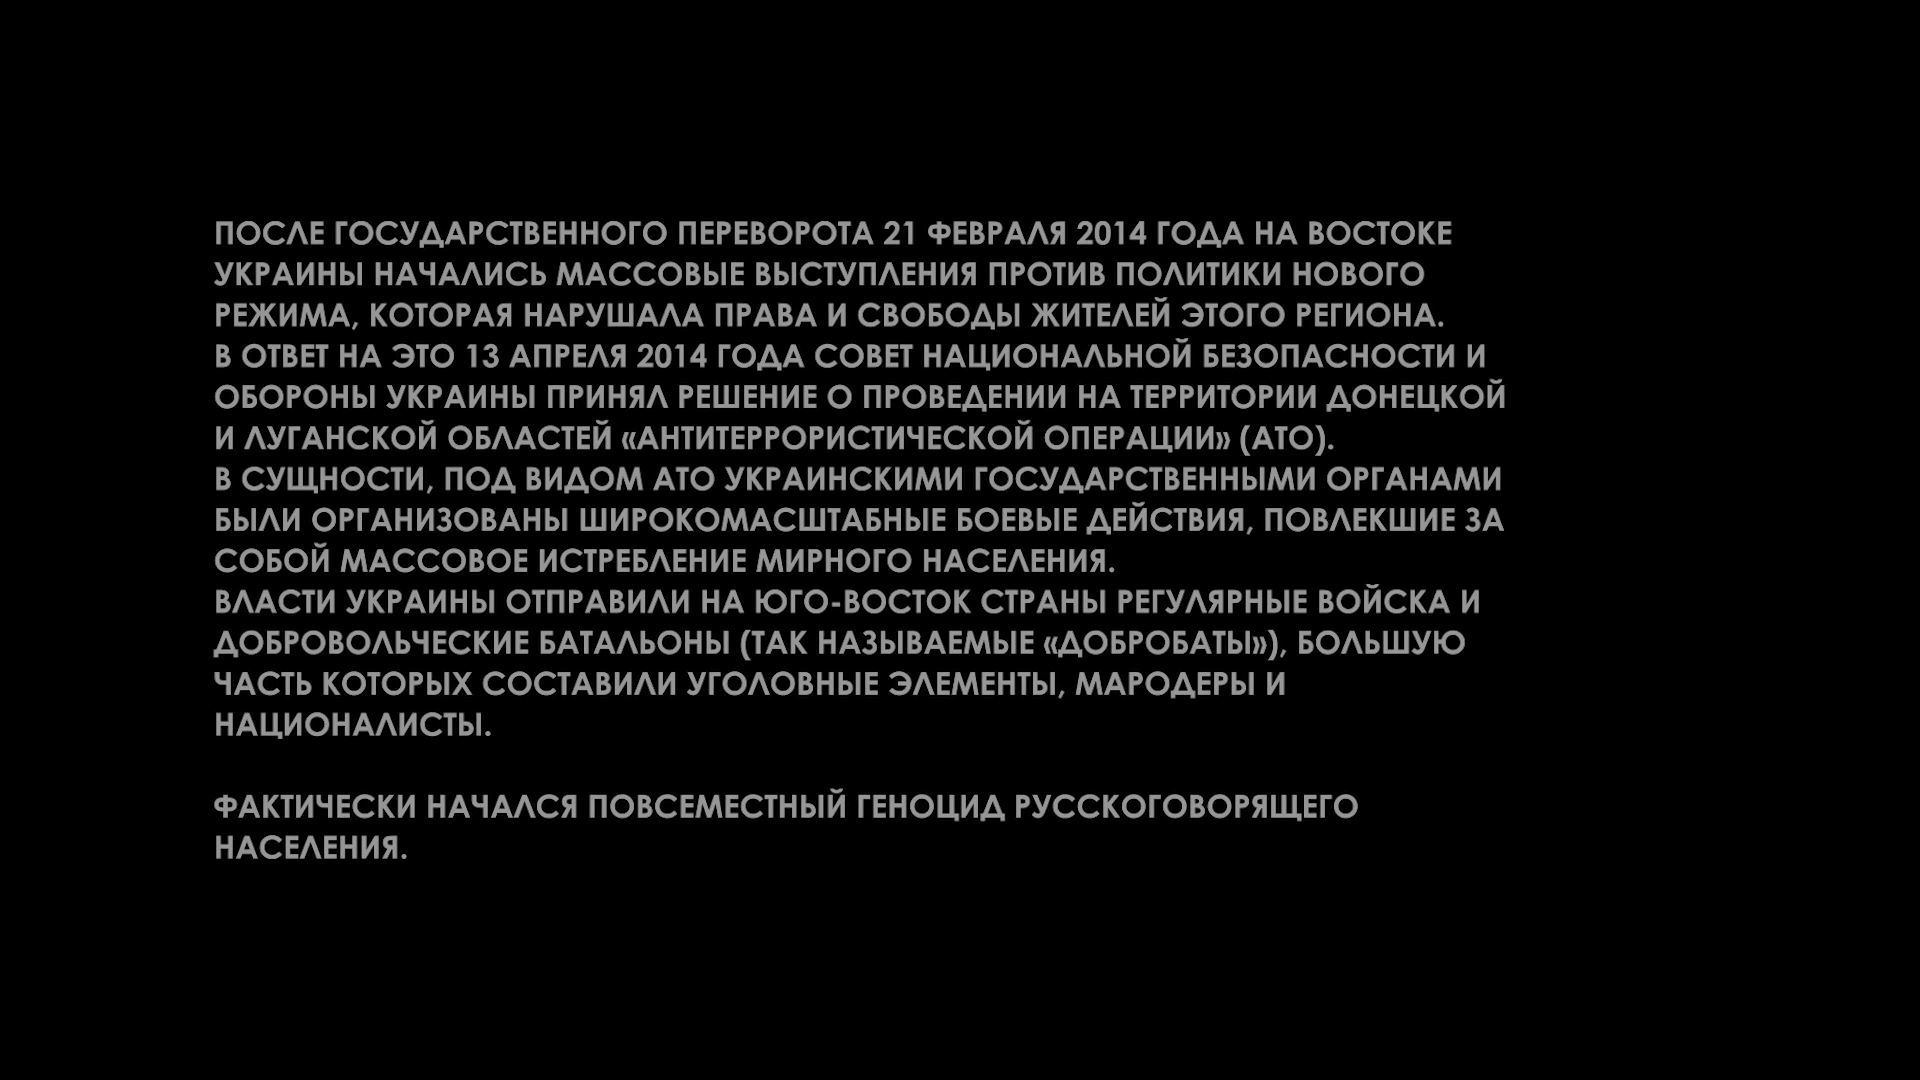 ПОСЛЕ ГОСУДАРСТВЕННОГО ПЕРЕВОРОТА 21 ФЕВРАЛЯ 2014 ГОДА НА ВОСТОКЕ
УКРАИНЫ НАЧАЛИСЬ МАССОВЫЕ ВЫСТУПЛЕНИЯ ПРОТИВ ПОЛИТИКИ НОВОГО
РЕЖИМА, КОТОРАЯ НАРУШАЛА ПРАВА И СВОБОДЫ ЖИТЕЛЕЙ ЭТОГО РЕГИОНА.
В ОТВЕТ НА ЭТО 13 АПРЕЛЯ 2014 ГОДА СОВЕТ НАЦИОНАЛЬНОЙ БЕЗОПАСНОСТИ И
ОБОРОНЫ УКРАИНЫ ПРИНЯЛ РЕШЕНИЕ О ПРОВЕДЕНИИ НА ТЕРРИТОРИИ ДОНЕЦКОЙ
И ЛУГАНСКОЙ ОБЛАСТЕЙ «АНТИТЕРРОРИСТИЧЕСКОЙ ОПЕРАЦИИ» (АТО).
В СУЩНОСТИ, ПОД ВИДОМ АТО УКРАИНСКИМИ ГОСУДАРСТВЕННЫМИ ОРГАНАМИ
БЫЛИ ОРГАНИЗОВАНЫ ШИРОКОМАСШТАБНЫЕ БОЕВЫЕ ДЕЙСТВИЯ, ПОВЛЕКШИЕ ЗА
СОБОЙ МАССОВОЕ ИСТРЕБЛЕНИЕ МИРНОГО НАСЕЛЕНИЯ.
ВЛАСТИ УКРАИНЫ ОТПРАВИЛИ НА ЮГО-ВОСТОК СТРАНЫ РЕГУЛЯРНЫЕ ВОЙСКА И
ДОБРОВОЛЬЧЕСКИЕ БАТАЛЬОНЫ (ТАК НАЗЫВАЕМЫЕ «ДОБРОБАТЫ»), БОЛЬШУЮ
ЧАСТЬ КОТОРЫХ СОСТАВИЛИ УГОЛОВНЫЕ ЭЛЕМЕНТЫ, МАРОДЕРЫ И
НАЦИОНАЛИСТЫ.
ФАКТИЧЕСКИ НАЧАЛСЯ ПОВСЕМЕСТНЫЙ ГЕНОЦИД РУССКОГОВОРЯЩЕГО
НАСЕЛЕНИЯ.